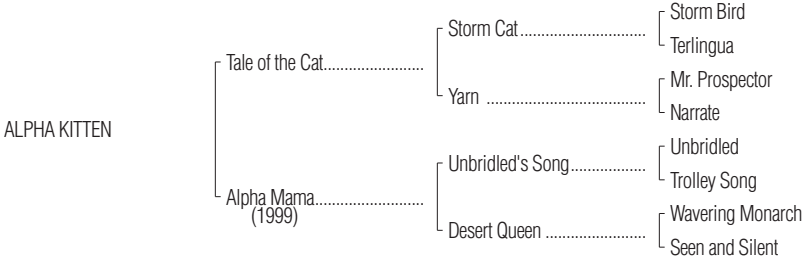 Storm Bird
Storm Cat..............................
Terlingua
Tale of the Cat........................
Mr. Prospector
Yarn ......................................
Narrate
ALPHA KITTEN
Unbridled
Unbridled's Song..................
Trolley Song
Alpha Mama..........................
(1999)
Wavering Monarch
Desert Queen ........................
Seen and Silent